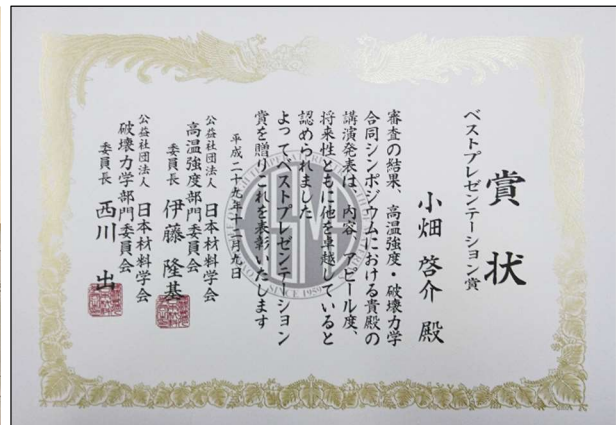 賞状
ベストプレゼンテーション賞
小畑 啓介 殿
審査の結果、高温強度・破壊力学
合同シンポジウムにおける貴殿の
講演発表は、内容、アピール度、
将来性ともに他を卓越していると
認められました
よってベストプレゼンテーション
賞を贈りこれを表彰いたします
平成二十九年十二月九日
公益社団法人 日本材料学会
高温強度部門委員会
委員長 伊藤 隆基
公益社団法人 日本材料学会
破壊力学部門委員会
委員長 西川 出
SINCE 1959